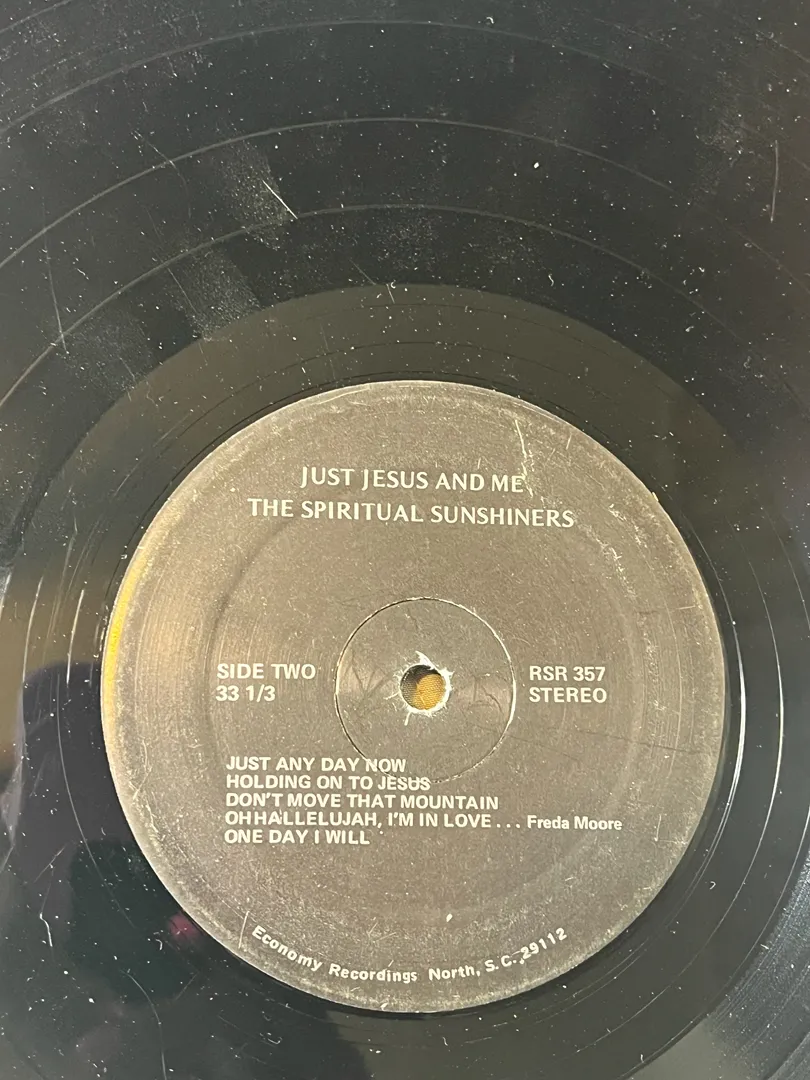 JUST JESUS AND ME
THE SPIRITUAL SUNSHINERS
SIDE TWO
33 1/3
RSR 357
STEREO
JUST ANY DAY NOW
HOLDING ON TO JESUS
DON'T MOVE THAT MOUNTAIN
OH HALLELUJAH, I'M IN LOVE . . . Freda Moore
ONE DAY I WILL
Economy Recordings North, S.C. 29112